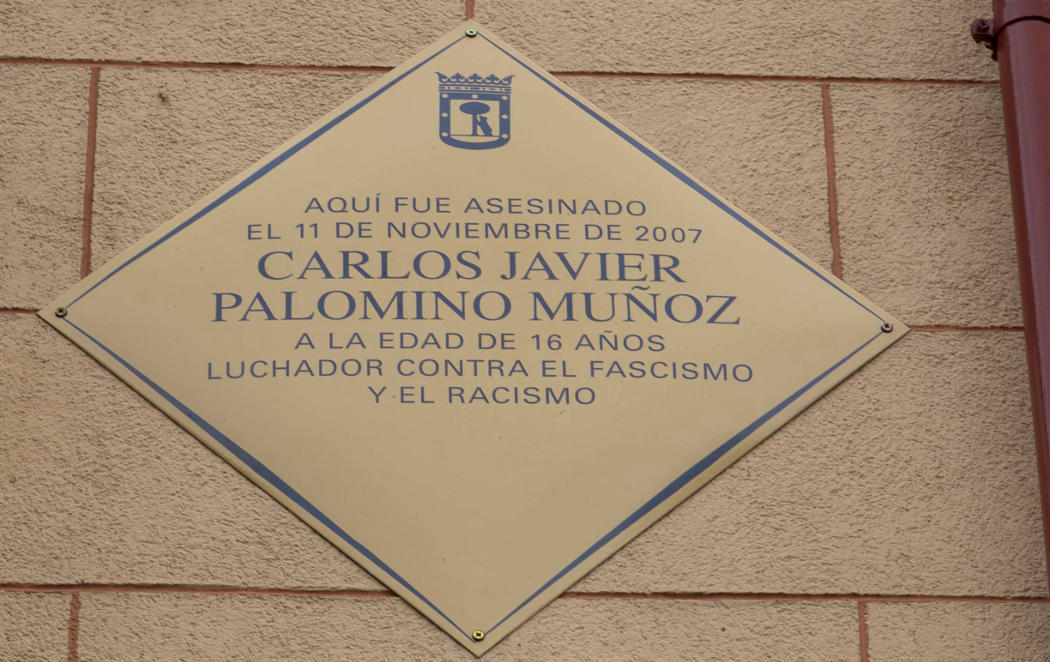 AQUÍ FUE ASESINADO
EL 11 DE NOVIEMBRE DE 2007
CARLOS JAVIER
PALOMINO MUÑOZ
A LA EDAD DE 16 AÑOS
LUCHADOR CONTRA EL FASCISMO
Y EL RACISMO